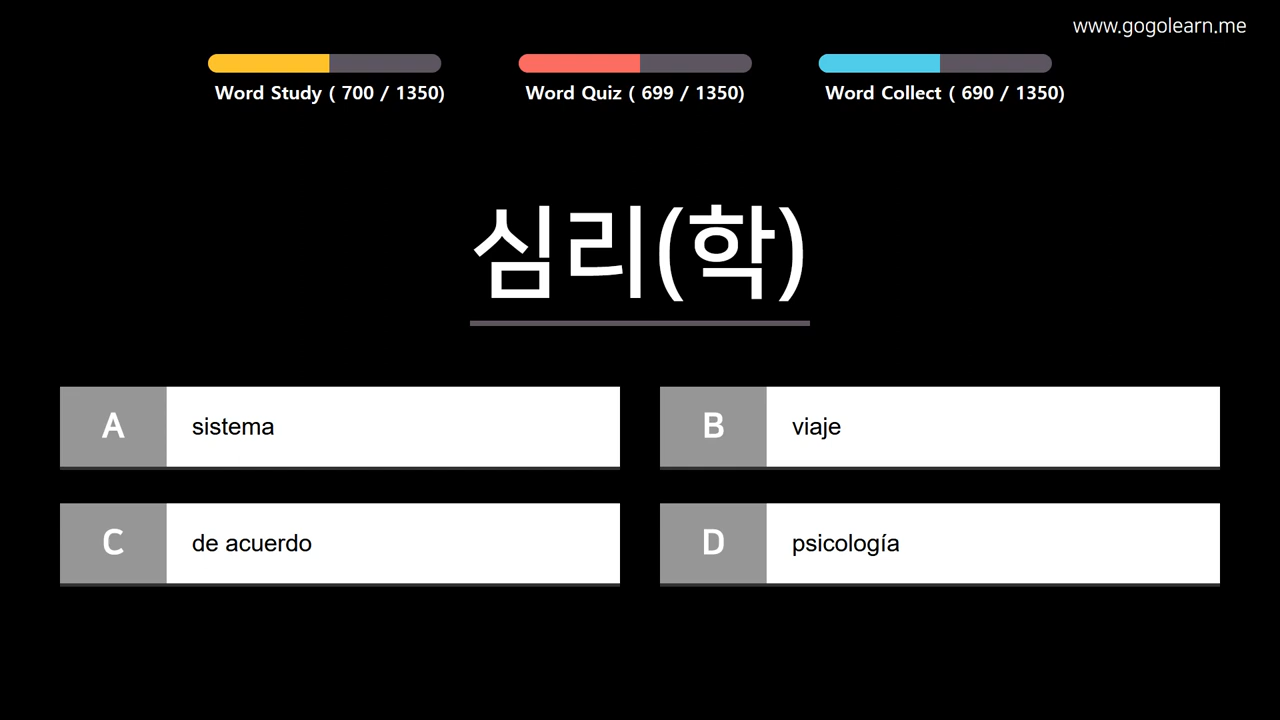 www.gogolearn.me
Word Study ( 700 / 1350)
Word Quiz ( 699 / 1350)
Word Collect ( 690 / 1350)
심리(학)
A sistema
B viaje
C de acuerdo
D psicología